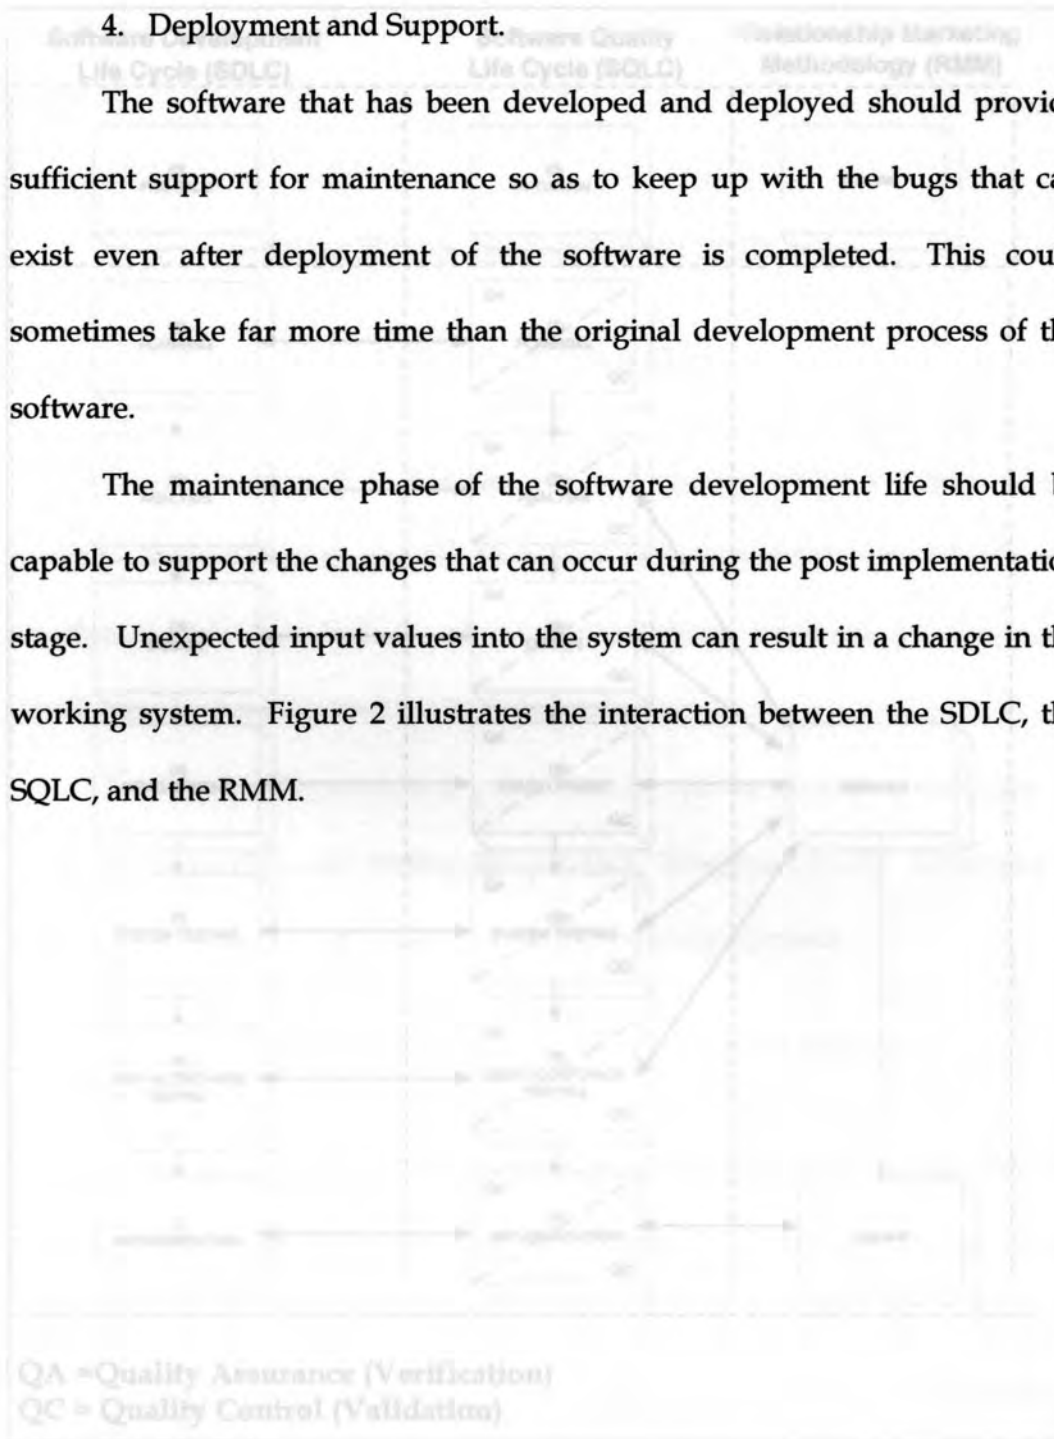 4. Deployment and Support.
Software Development
Software Quality
Relationship Marketing
Life Cycle (SDLC)
Life Cycle (SQLC)
Methodology (RMM)
The software that has been developed and deployed should provid
sufficient support for maintenance so as to keep up with the bugs that ca
exist even after deployment of the software is completed. This cou
sometimes take far more time than the original development process of th
software.
The maintenance phase of the software development life should b
capable to support the changes that can occur during the post implementatio
stage. Unexpected input values into the system can result in a change in th
working system. Figure 2 illustrates the interaction between the SDLC, th
SQLC, and the RMM.
QA =Quality Assurance (Verification)
QC = Quality Control (Validation)